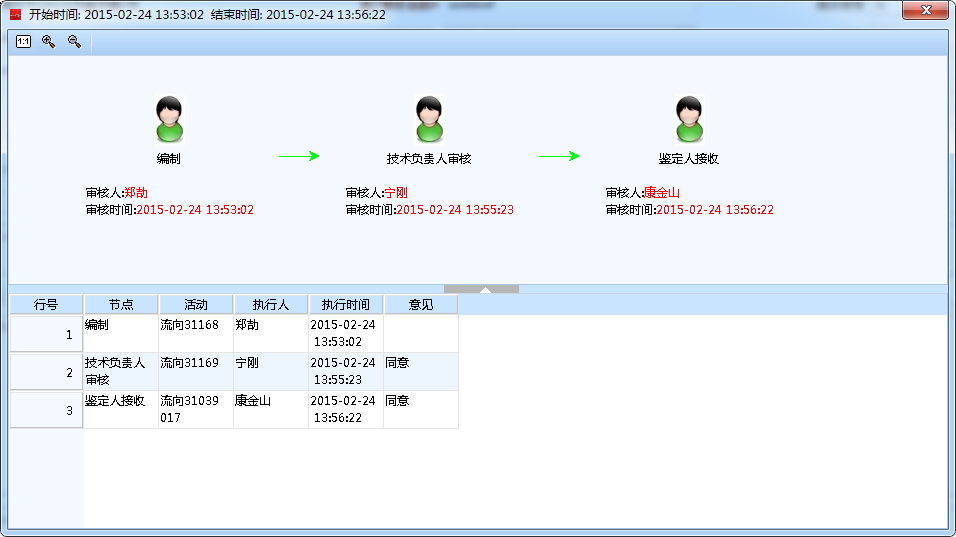 开始时间: 2015-02-24 13:53:02 结束时间: 2015-02-24 13:56:22
1:1
编制
技术负责人审核
鉴定人接收
审核人:郑劼
审核时间:2015-02-24 13:53:02
审核人:宁刚
审核时间:2015-02-24 13:55:23
审核人:康金山
审核时间:2015-02-24 13:56:22
行号 节点 活动 执行人 执行时间 意见
1 编制 流向31168 郑劼 2015-02-24
13:53:02
2 技术负责人 流向31169 宁刚 2015-02-24 同意
审核 13:55:23
3 鉴定人接收 流向31039 康金山 2015-02-24 同意
017 13:56:22